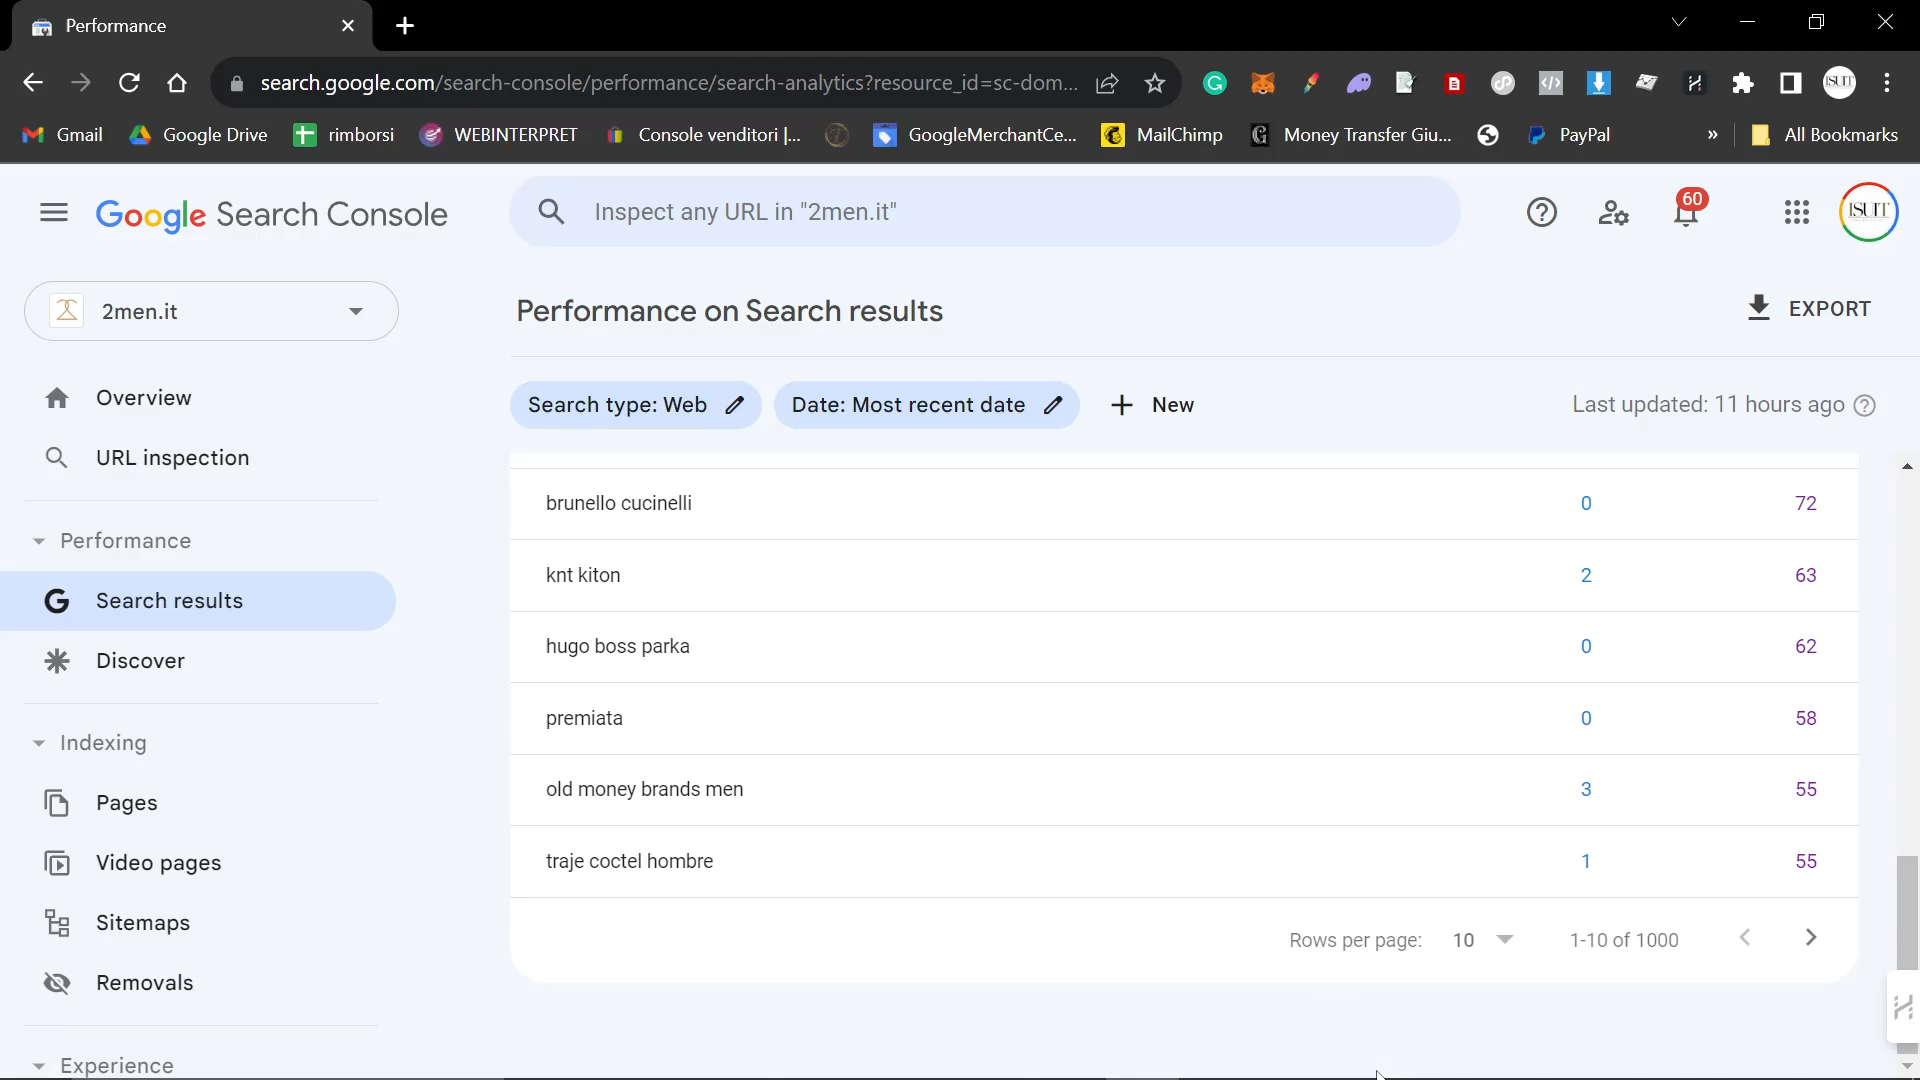 Performance
search.google.com/search-console/performance/search-analytics?resource_id=sc-dom...
ISUIT
Gmail
Google Drive
rimborsi
WEBINTERPRET
Console venditori |...
GoogleMerchantCe...
MailChimp
Money Transfer Giu...
PayPal
»
All Bookmarks
Google Search Console
Inspect any URL in "2men.it"
60
ISUIT
2men.it
Performance on Search results
EXPORT
Search type: Web
Date: Most recent date
New
Last updated: 11 hours ago
Overview
URL inspection
Performance
Search results
Discover
Indexing
Pages
Video pages
Sitemaps
Removals
Experience
brunello cucinelli 0 72
knt kiton 2 63
hugo boss parka 0 62
premiata 0 58
old money brands men 3 55
traje coctel hombre 1 55
Rows per page: 10 1-10 of 1000